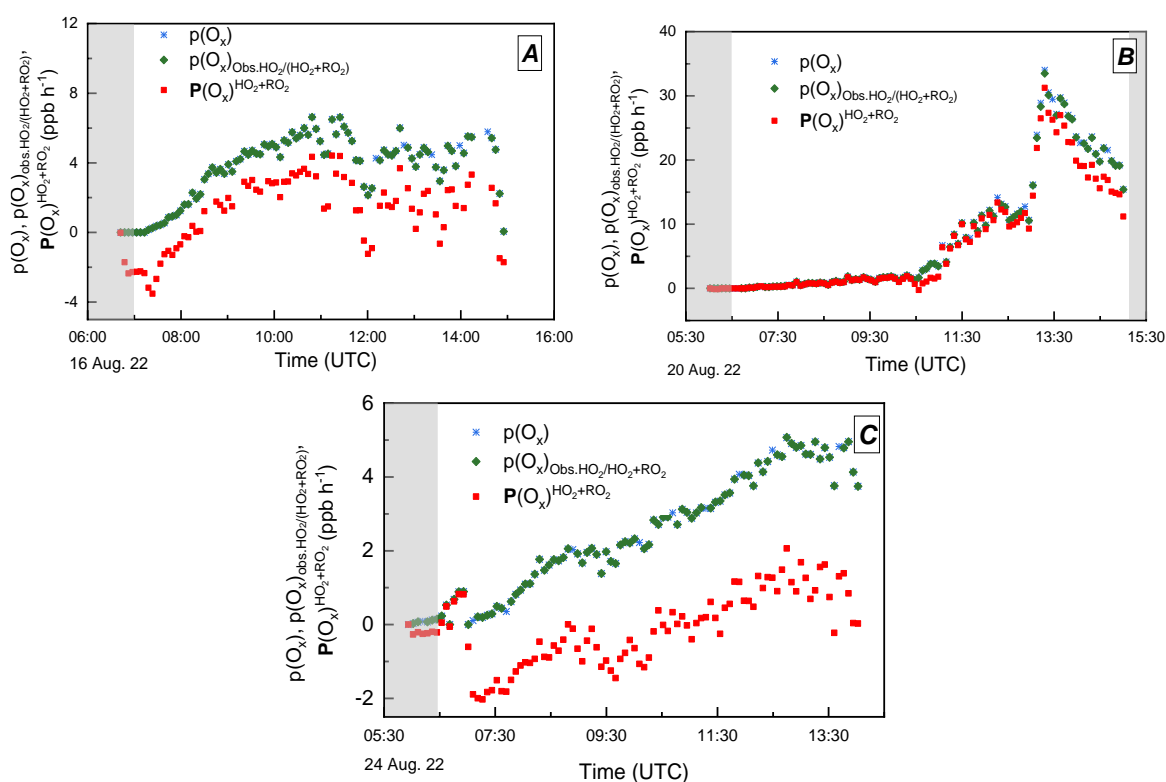 A
p(Oₓ)
p(Oₓ)Obs.HO₂/(HO₂+RO₂)
P(Oₓ)HO₂+RO₂
p(Oₓ), p(Oₓ)obs.HO₂/(HO₂+RO₂),
P(Oₓ)HO₂+RO₂ (ppb h⁻¹)
12
8
4
0
-4
06:00 08:00 10:00 12:00 14:00 16:00
16 Aug. 22
Time (UTC)
B
p(Oₓ)
p(Oₓ)Obs.HO₂/(HO₂+RO₂)
P(Oₓ)HO₂+RO₂
p(Oₓ), p(Oₓ)obs.HO₂/(HO₂+RO₂),
P(Oₓ)HO₂+RO₂ (ppb h⁻¹)
40
30
20
10
0
05:30 07:30 09:30 11:30 13:30 15:30
20 Aug. 22
Time (UTC)
C
p(Oₓ)
p(Oₓ)Obs.HO₂/HO₂+RO₂
P(Oₓ)HO₂+RO₂
p(Oₓ), p(Oₓ)obs.HO₂/(HO₂+RO₂),
P(Oₓ)HO₂+RO₂ (ppb h⁻¹)
6
4
2
0
-2
05:30 07:30 09:30 11:30 13:30
24 Aug. 22
Time (UTC)